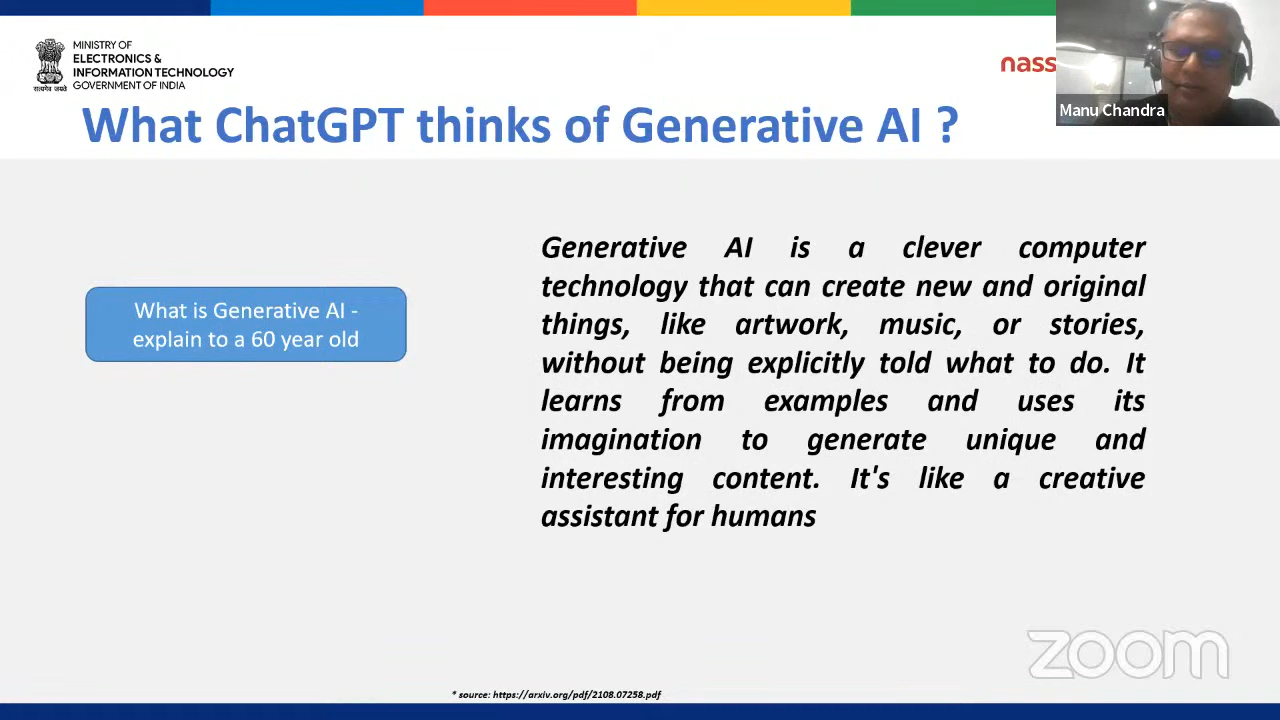 MINISTRY OF
ELECTRONICS &
INFORMATION TECHNOLOGY
GOVERNMENT OF INDIA
सत्यमेव जयते
nass
Manu Chandra
What ChatGPT thinks of Generative AI ?
What is Generative AI -
explain to a 60 year old
Generative AI is a clever computer
technology that can create new and original
things, like artwork, music, or stories,
without being explicitly told what to do. It
learns from examples and uses its
imagination to generate unique and
interesting content. It's like a creative
assistant for humans
zoom
* source: https://arxiv.org/pdf/2108.07258.pdf